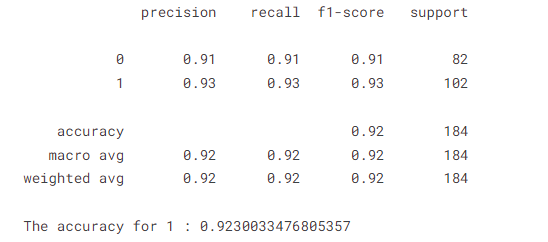 precision recall f1-score support
0 0.91 0.91 0.91 82
1 0.93 0.93 0.93 102
accuracy 0.92 184
macro avg 0.92 0.92 0.92 184
weighted avg 0.92 0.92 0.92 184
The accuracy for 1 : 0.9230033476805357